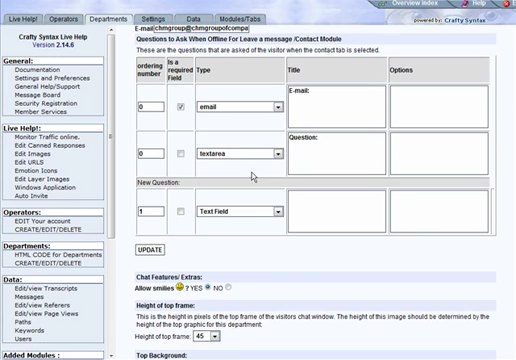 Overview index
Help
Ex
Live Help! Operators Departments Settings Data Modules/Tabs
powered by: Crafty Syntax
Crafty Syntax Live Help
Version 2.14.6
General:
Documentation
Settings and Preferences
General Help/Support
Message Board
Security Registration
Member Services
Live Help!:
Monitor Traffic online.
Edit Canned Responses
Edit Images
Edit URLS
Emotion Icons
Edit Layer Images
Windows Application
Auto Invite
Operators:
EDIT Your account
CREATE/EDIT/DELETE
Departments:
HTML CODE for Departments
CREATE/EDIT/DELETE
Data:
Edit/view Transcripts
Messages
Edit/view Referers
Edit/view Page Views
Paths
Keywords
Users
Added Modules :
E-mail chmgroup@chmgroupofcompa
Questions to Ask When Offline For Leave a message /Contact Module
These are the questions that are asked of the visitor when the contact tab is selected.
ordering number
Is a required Field
Type
Title
Options
0
email
E-mail:
0
textarea
Question:
New Question:
1
Text Field
UPDATE
Chat Features/ Extras:
Allow smilies ? YES NO
Height of top frame:
This is the height in pixels of the top frame of the visitors chat window. The height of this image should be determined by the
height of the top graphic for this department:
Height of top frame: 45
Top Background: